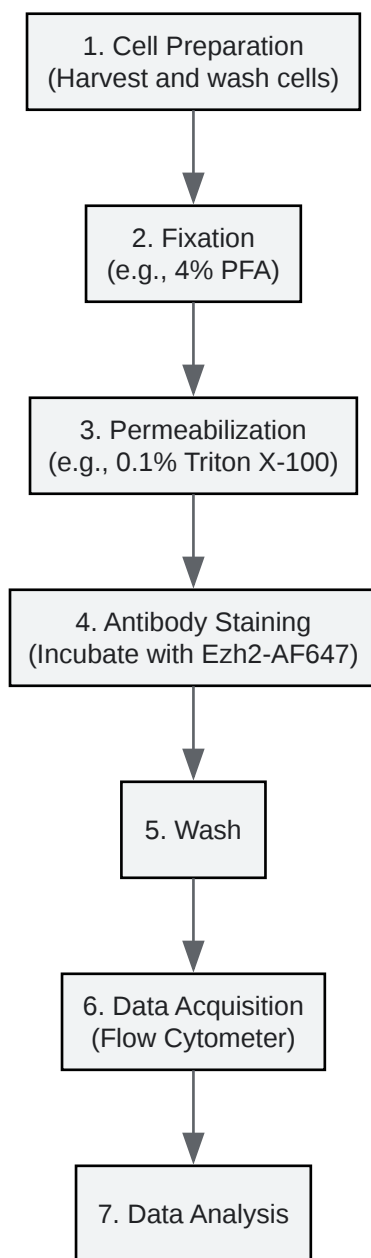 1. Cell Preparation
(Harvest and wash cells)
2. Fixation
(e.g., 4% PFA)
3. Permeabilization
(e.g., 0.1% Triton X-100)
4. Antibody Staining
(Incubate with Ezh2-AF647)
5. Wash
6. Data Acquisition
(Flow Cytometer)
7. Data Analysis